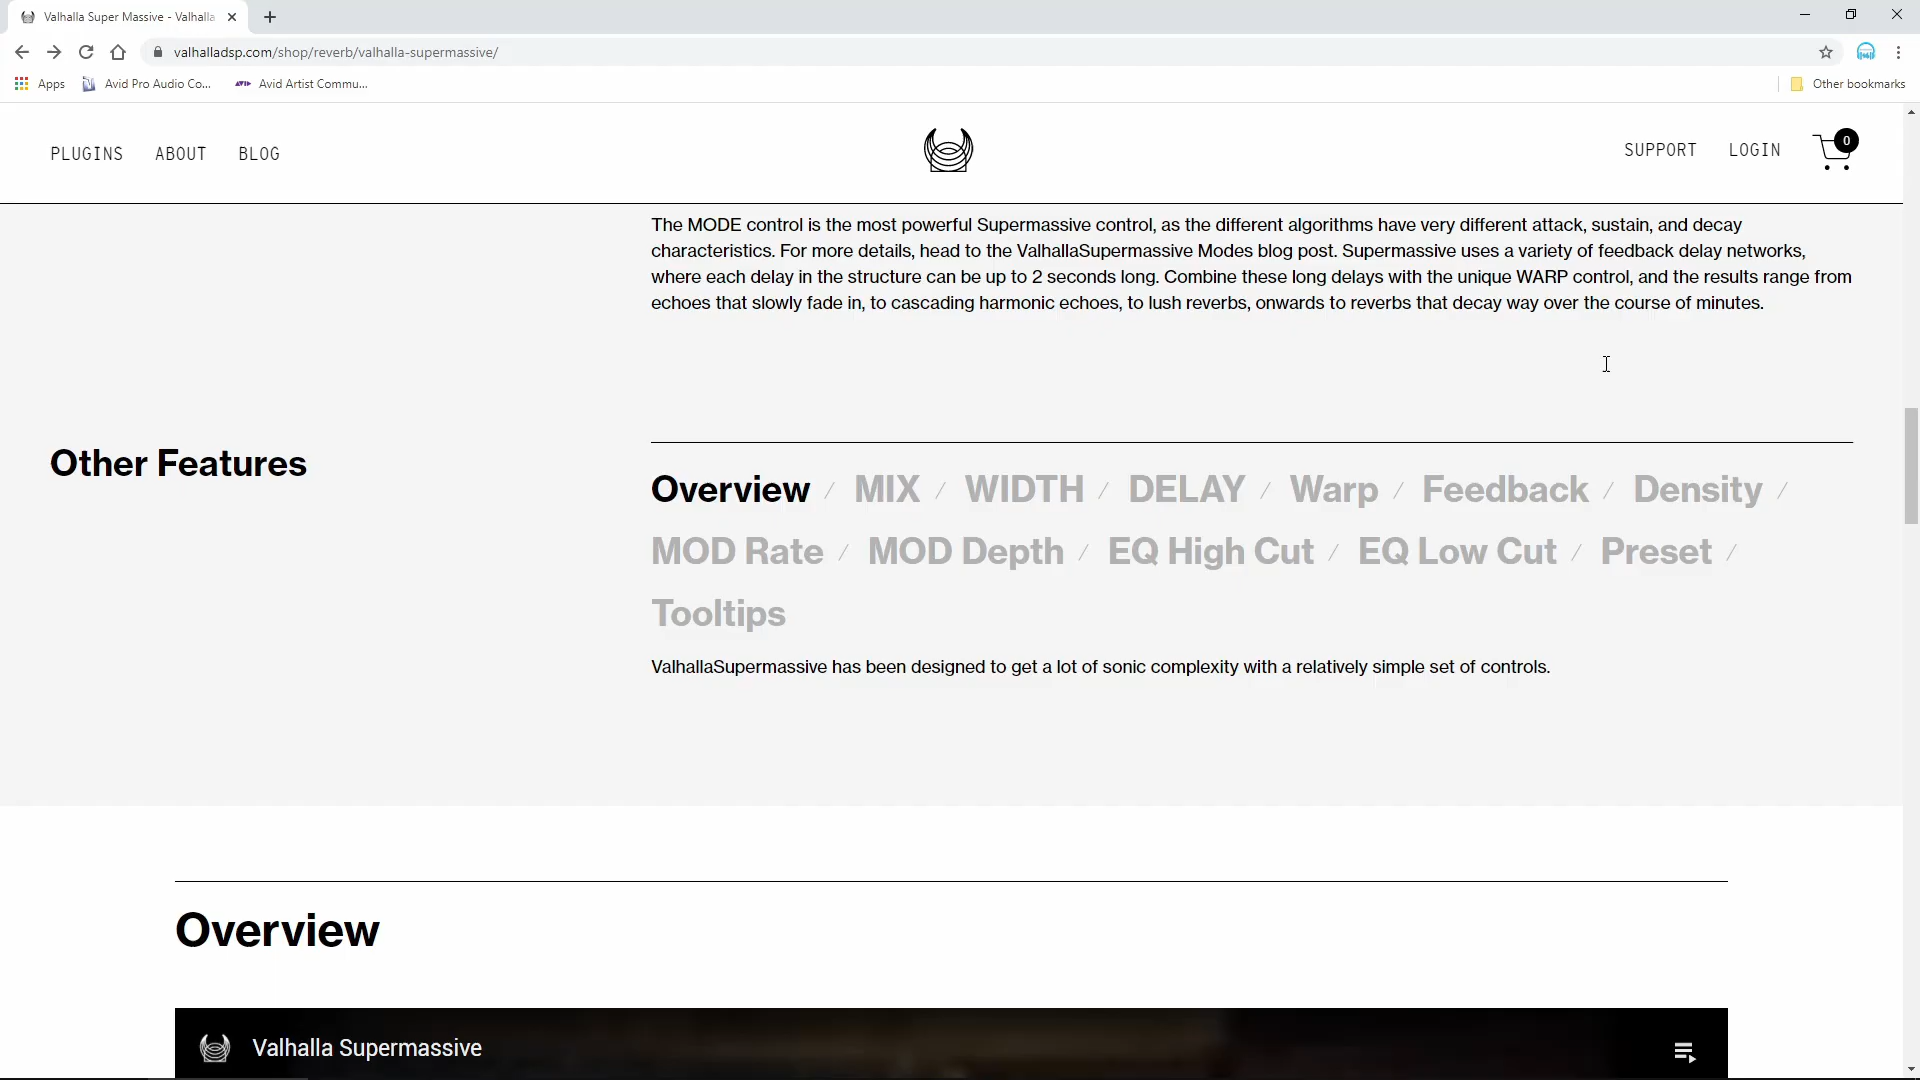 Valhalla Super Massive - Valhalla
valhalladsp.com/shop/reverb/valhalla-supermassive/
Apps
Avid Pro Audio Co...
Avid Artist Commu...
Other bookmarks
PLUGINS
ABOUT
BLOG
SUPPORT
LOGIN
0
The MODE control is the most powerful Supermassive control, as the different algorithms have very different attack, sustain, and decay
characteristics. For more details, head to the ValhallaSupermassive Modes blog post. Supermassive uses a variety of feedback delay networks,
where each delay in the structure can be up to 2 seconds long. Combine these long delays with the unique WARP control, and the results range from
echoes that slowly fade in, to cascading harmonic echoes, to lush reverbs, onwards to reverbs that decay way over the course of minutes.
Other Features
Overview / MIX / WIDTH / DELAY / Warp / Feedback / Density /
MOD Rate / MOD Depth / EQ High Cut / EQ Low Cut / Preset /
Tooltips
ValhallaSupermassive has been designed to get a lot of sonic complexity with a relatively simple set of controls.
Overview
Valhalla Supermassive